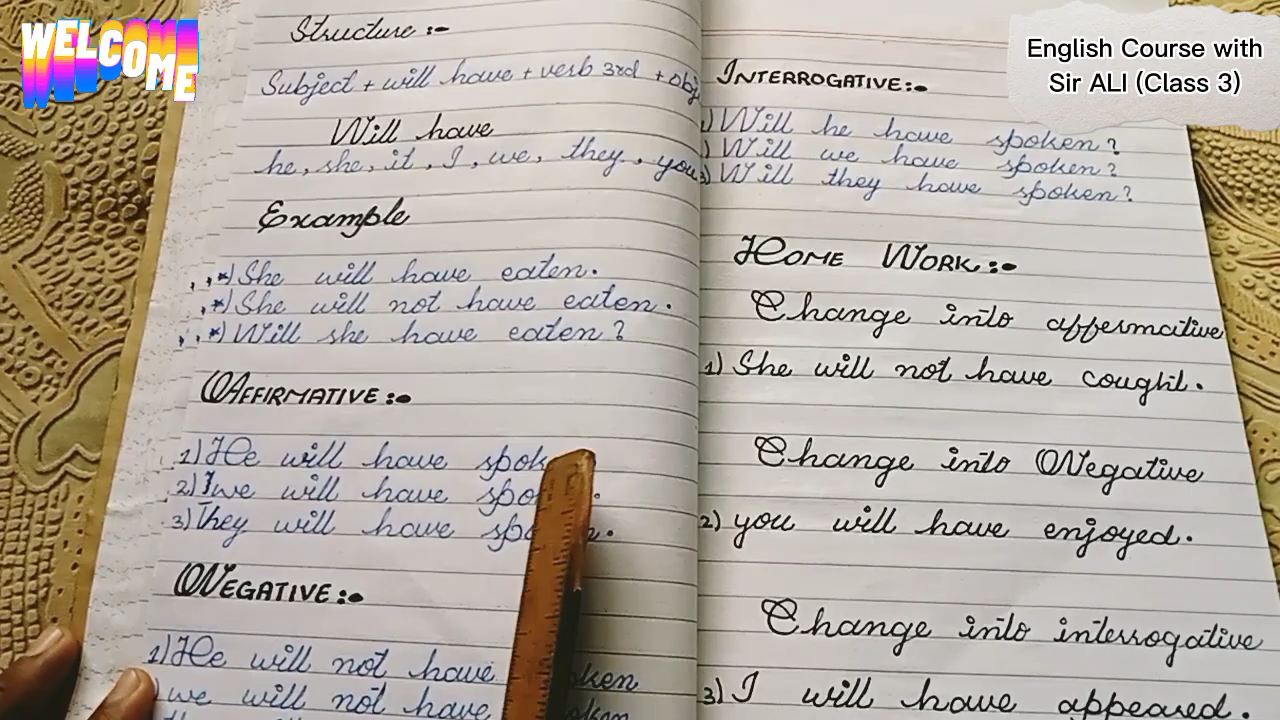 WELCOME
English Course with
Sir ALI (Class 3)
Structure :-
Subject + will have + verb 3rd + obj
Will have
he, she, it, I, we, they, you
Example
*) She will have eaten.
*) She will not have eaten.
*) Will she have eaten?
AFFIRMATIVE :-
1) He will have
2) we will have
3) They will have
NEGATIVE :-
1) He will not have
we will not have
INTERROGATIVE :-
) Will he have spoken?
) Will we have spoken?
3) Will they have spoken?
HOME WORK :-
Change into affermative
1) She will not have cought.
Change into Negative
2) you will have enjoyed.
Change into interrogative
3) I will have appeared.